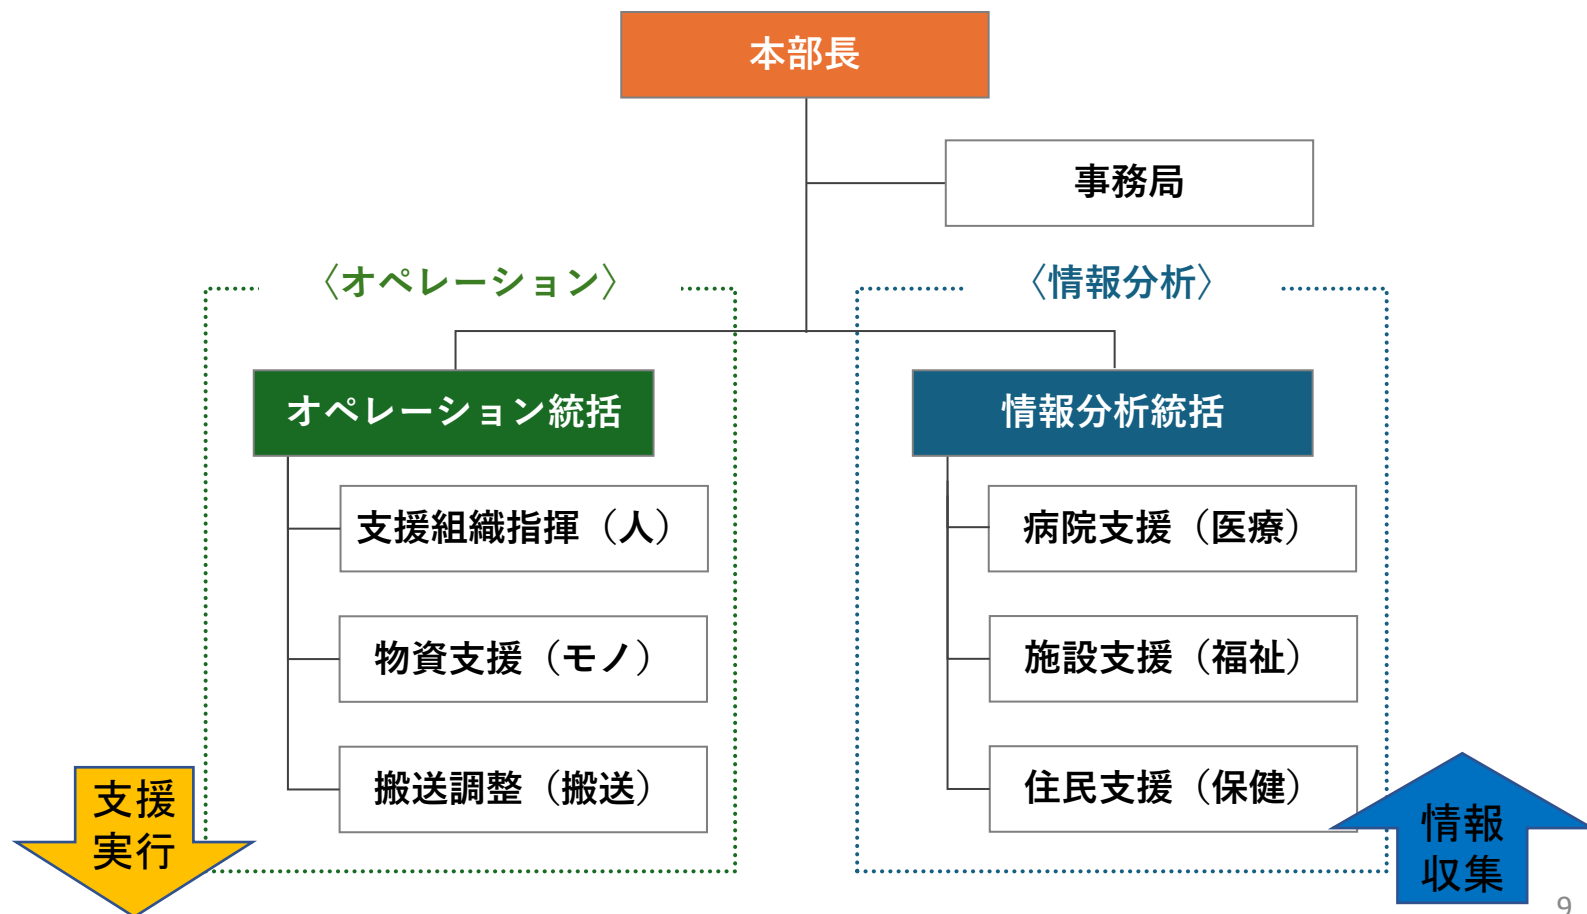 本部長
事務局
〈オペレーション〉
〈情報分析〉
オペレーション統括
情報分析統括
支援組織指揮（人）
病院支援（医療）
物資支援（モノ）
施設支援（福祉）
搬送調整（搬送）
住民支援（保健）
支援
実行
情報
収集
9